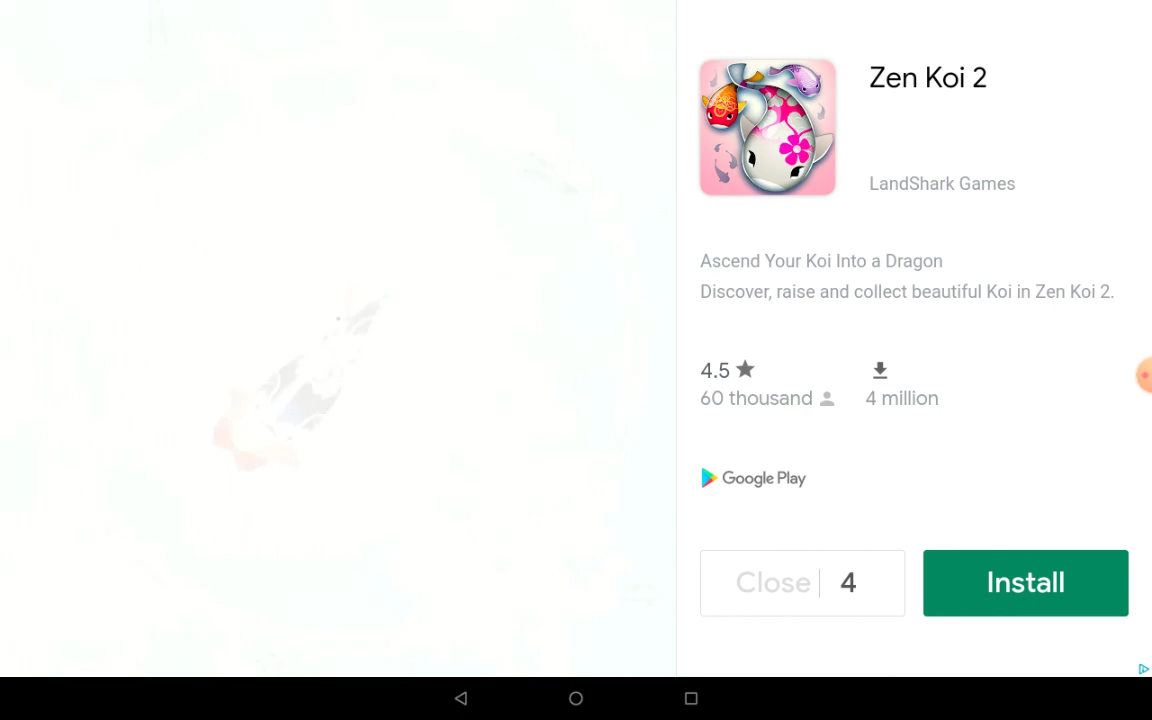 Zen Koi 2
LandShark Games
Ascend Your Koi Into a Dragon
Discover, raise and collect beautiful Koi in Zen Koi 2.
4.5
60 thousand
4 million
Google Play
Close 4
Install